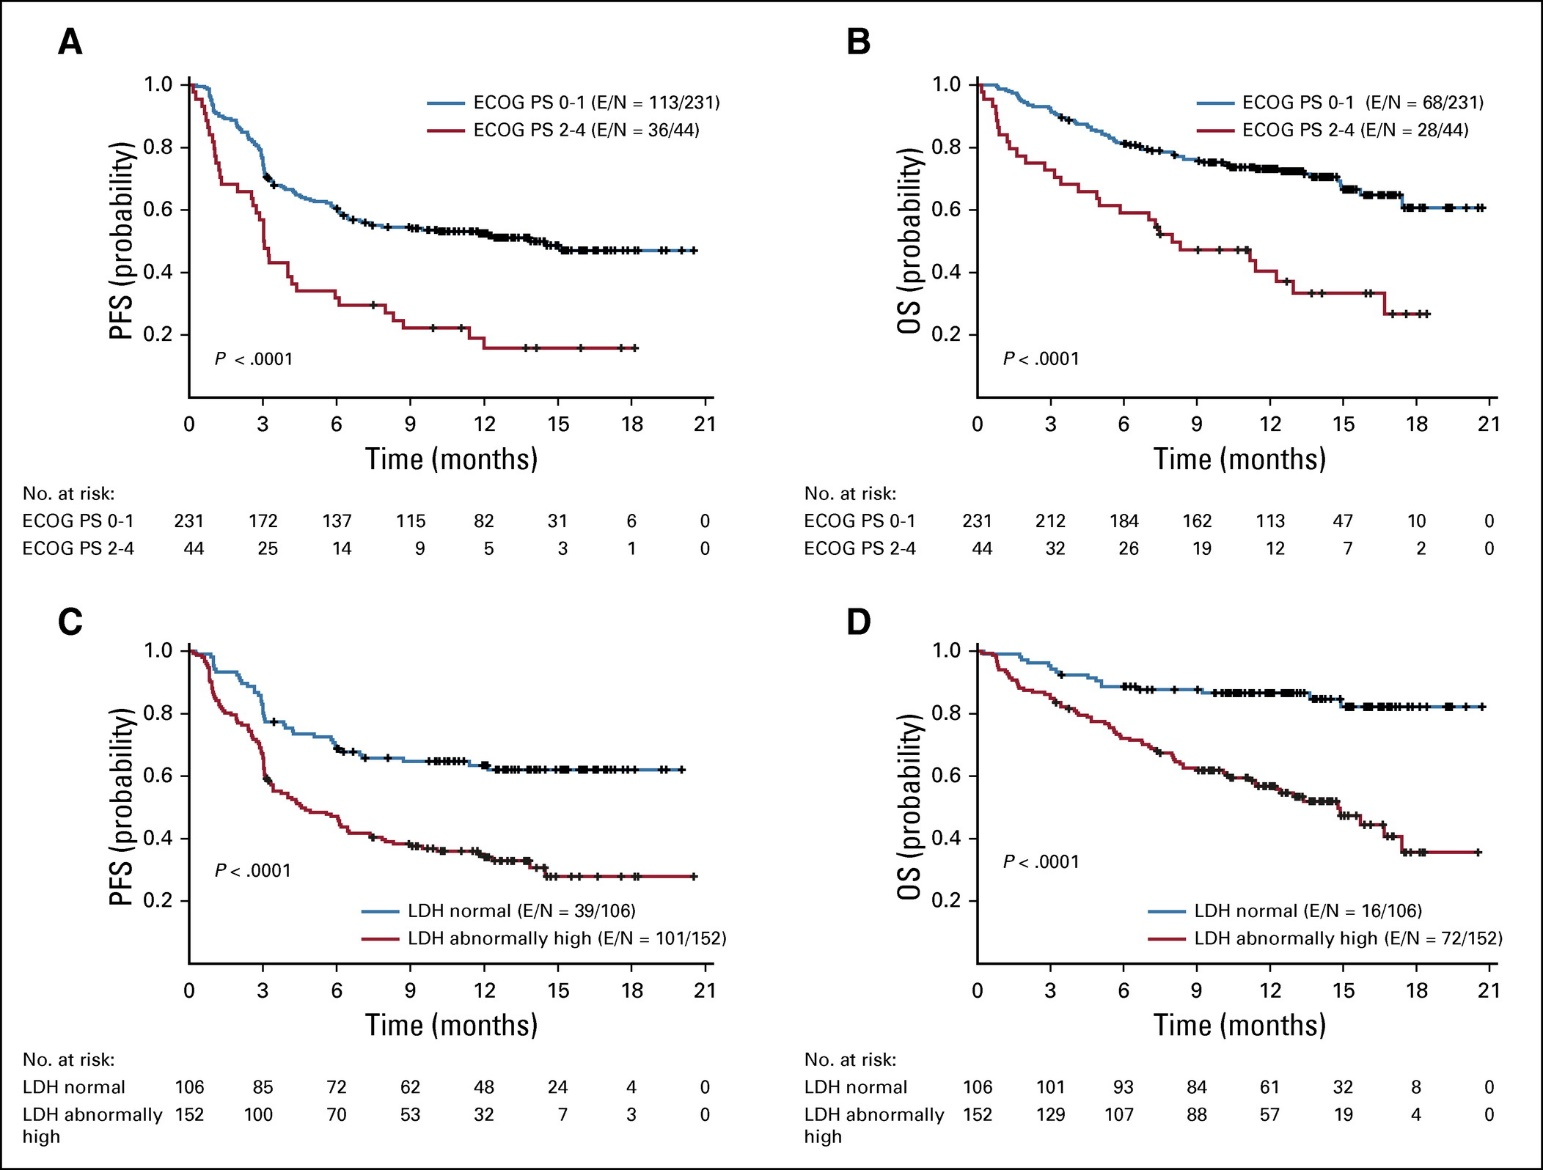 A
1.0
0.8
0.6
0.4
0.2
PFS (probability)
ECOG PS 0-1 (E/N = 113/231)
ECOG PS 2-4 (E/N = 36/44)
P < .0001
0 3 6 9 12 15 18 21
Time (months)
No. at risk:
ECOG PS 0-1 231 172 137 115 82 31 6 0
ECOG PS 2-4 44 25 14 9 5 3 1 0
B
1.0
0.8
0.6
0.4
0.2
OS (probability)
ECOG PS 0-1 (E/N = 68/231)
ECOG PS 2-4 (E/N = 28/44)
P < .0001
0 3 6 9 12 15 18 21
Time (months)
No. at risk:
ECOG PS 0-1 231 212 184 162 113 47 10 0
ECOG PS 2-4 44 32 26 19 12 7 2 0
C
1.0
0.8
0.6
0.4
0.2
PFS (probability)
P < .0001
LDH normal (E/N = 39/106)
LDH abnormally high (E/N = 101/152)
0 3 6 9 12 15 18 21
Time (months)
No. at risk:
LDH normal 106 85 72 62 48 24 4 0
LDH abnormally 152 100 70 53 32 7 3 0
high
D
1.0
0.8
0.6
0.4
0.2
OS (probability)
P < .0001
LDH normal (E/N = 16/106)
LDH abnormally high (E/N = 72/152)
0 3 6 9 12 15 18 21
Time (months)
No. at risk:
LDH normal 106 101 93 84 61 32 8 0
LDH abnormally 152 129 107 88 57 19 4 0
high